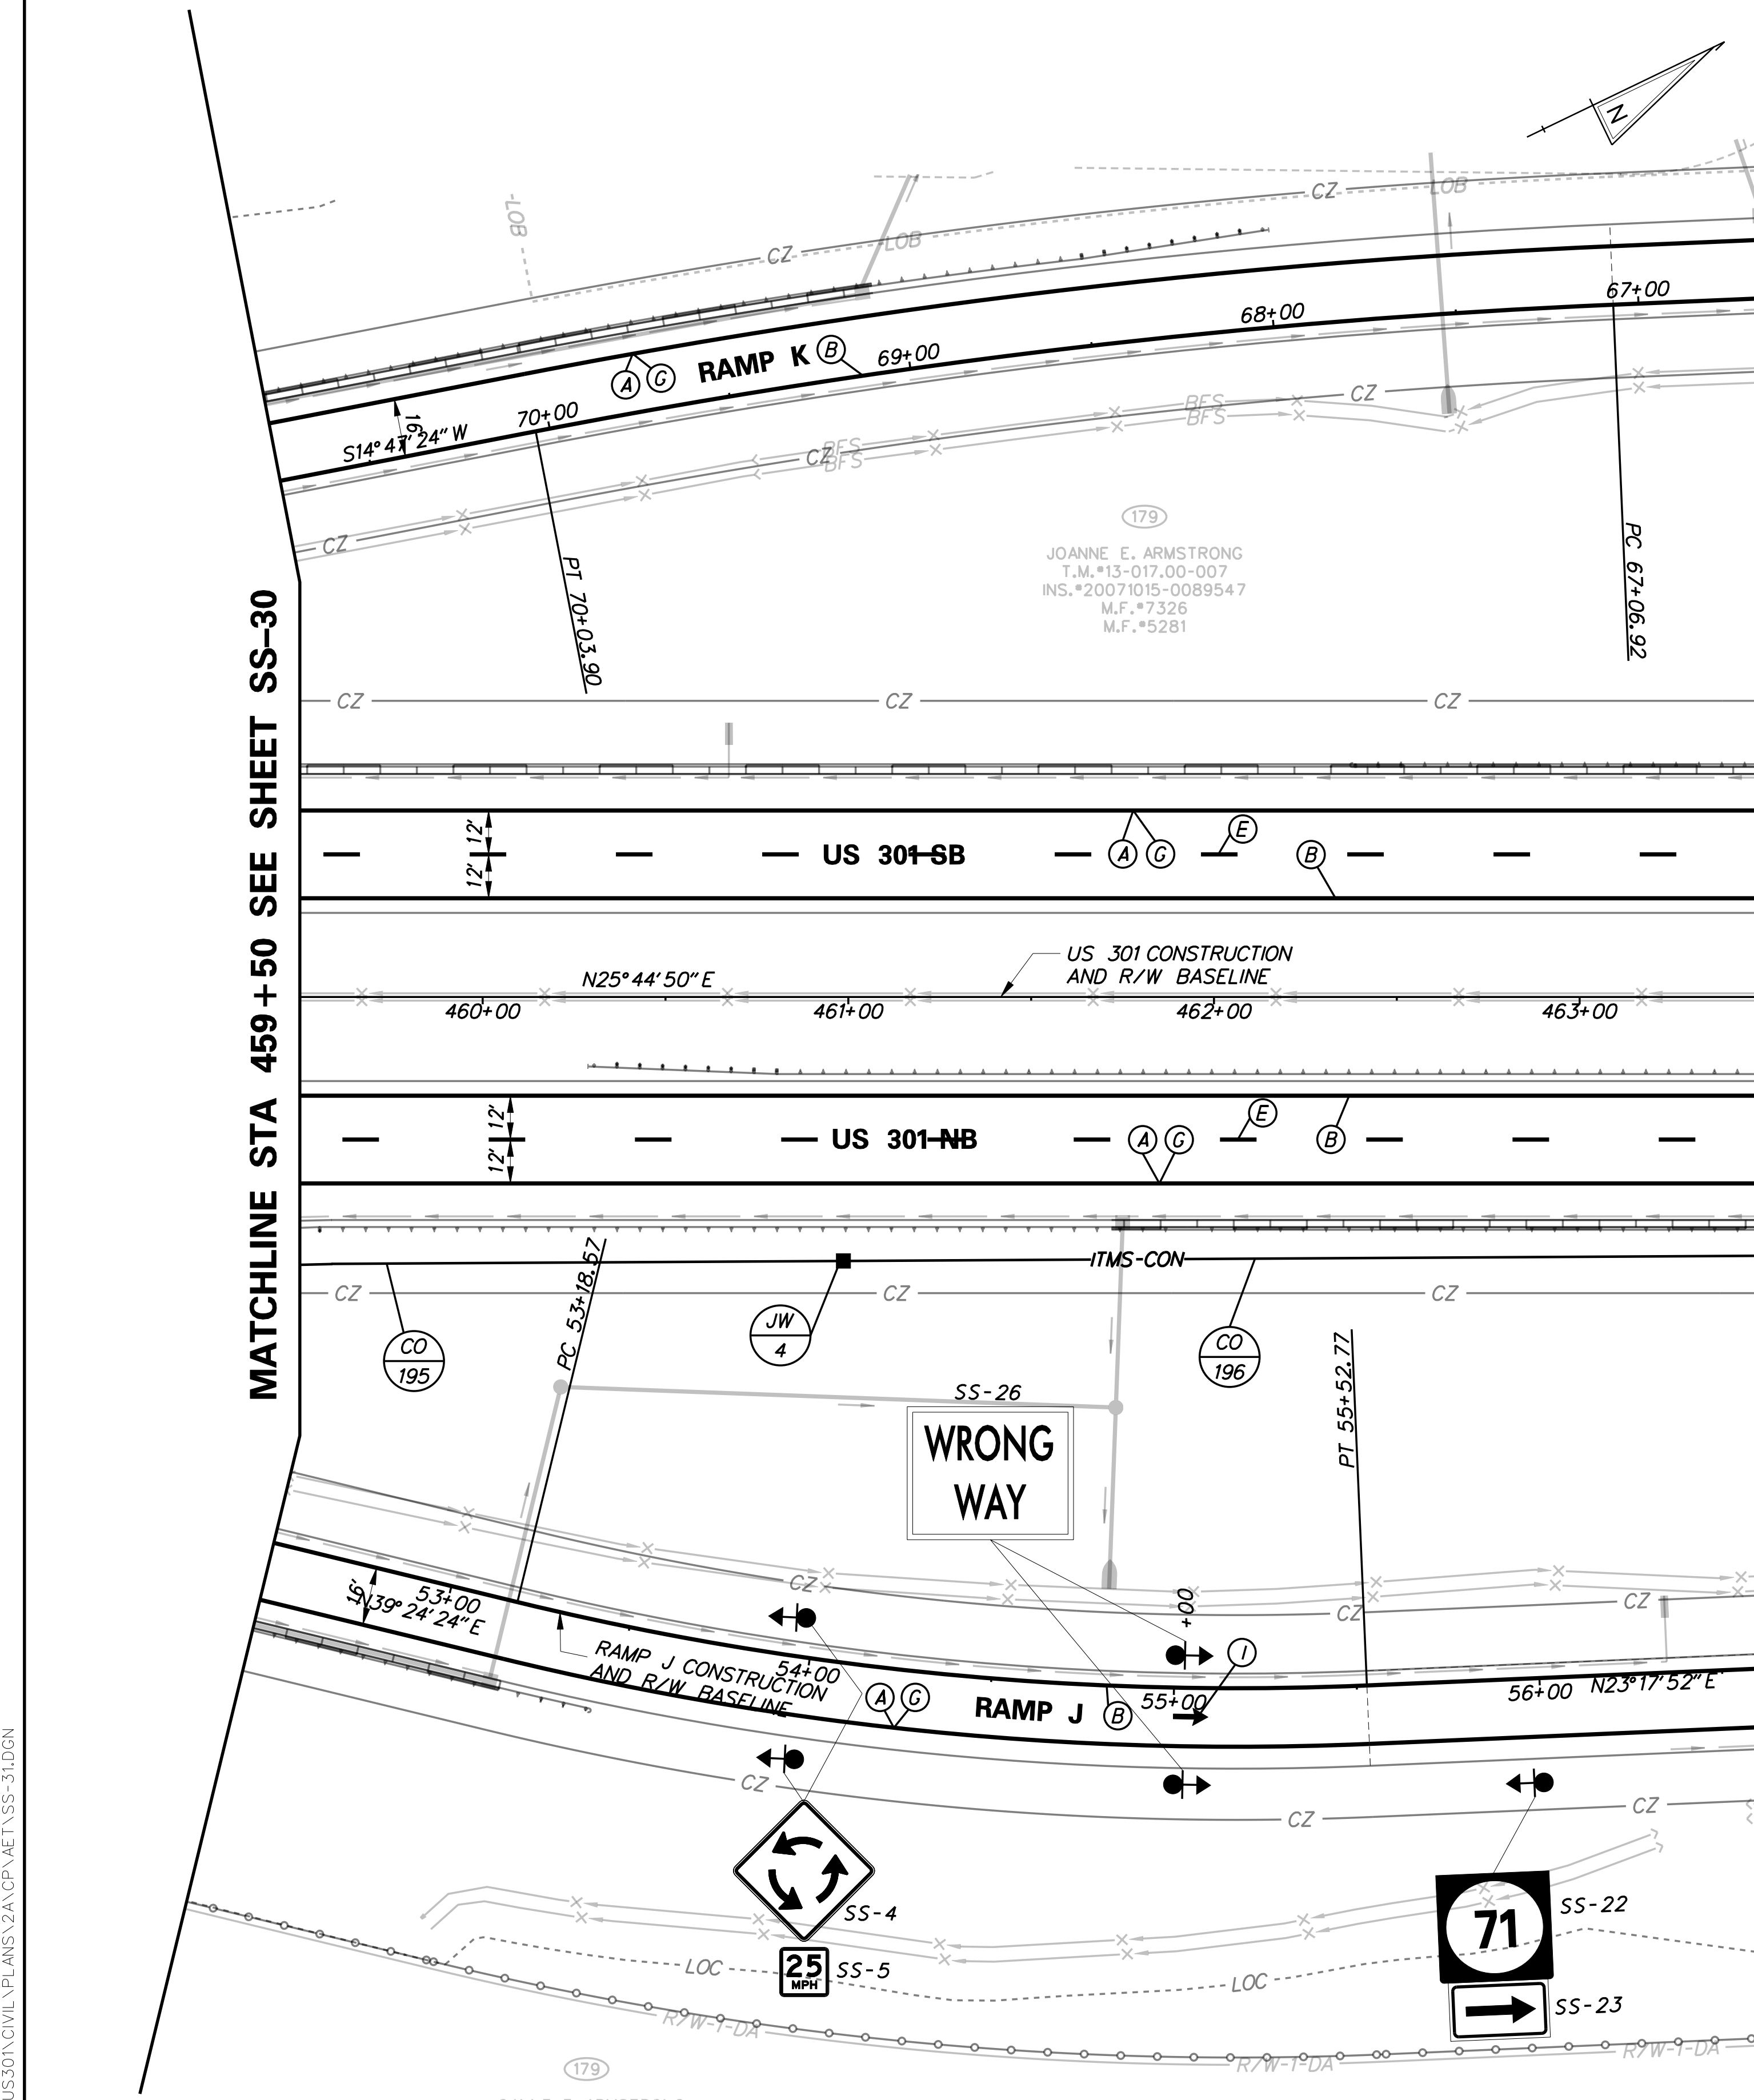 N
CZ
LOB
LOB
LOB
CZ
67+00
68+00
RAMP K
B
69+00
A
G
CZ
BFS
BFS
70+00
16'
S14°47'24"W
BFS
BFS
CZ
CZ
179
JOANNE E. ARMSTRONG
T.M.#13-017.00-007
INS.#20071015-0089547
M.F.#7326
M.F.#5281
PT 70+03.90
PC 67+06.92
MATCHLINE STA 459+50 SEE SHEET SS-30
CZ
CZ
CZ
12'
12'
US 301 SB
A
G
E
B
US 301 CONSTRUCTION
AND R/W BASELINE
N25°44'50"E
460+00
461+00
462+00
463+00
12'
12'
US 301 NB
A
G
E
B
ITMS-CON
CZ
CZ
CZ
PC 53+18.57
CO
195
JW
4
CO
196
PT 55+52.77
SS-26
WRONG
WAY
CZ
CZ
CZ
16'
53+00
N39°24'24"E
+00
RAMP J CONSTRUCTION
AND R/W BASELINE
54+00
A
G
RAMP J
B
55+00
I
56+00
N23°17'52"E
CZ
CZ
CZ
SS-4
25
MPH
SS-5
71
SS-22
SS-23
LOC
LOC
R/W-1-DA
R/W-1-DA
R/W-1-DA
179
US301\CIVIL\PLANS\2A\CP\AET\SS-31.DGN